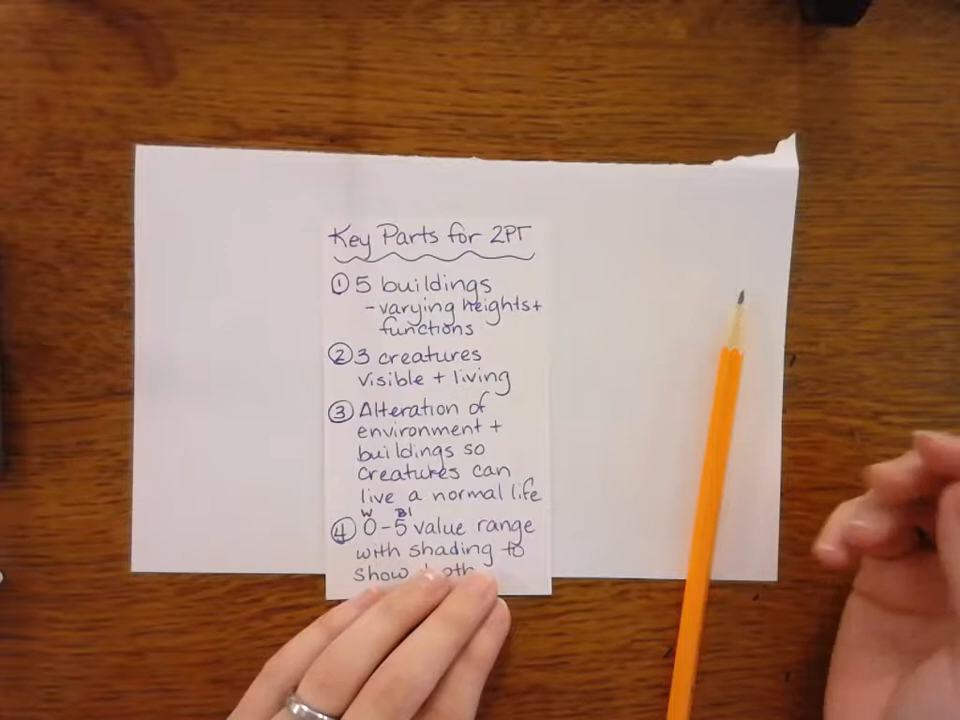 Key Parts for 2PT
① 5 buildings
- varying heights +
functions
② 3 creatures
visible + living
③ Alteration of
environment +
buildings so
creatures can
live a normal life
W Bl
④ 0-5 value range
with shading to
show